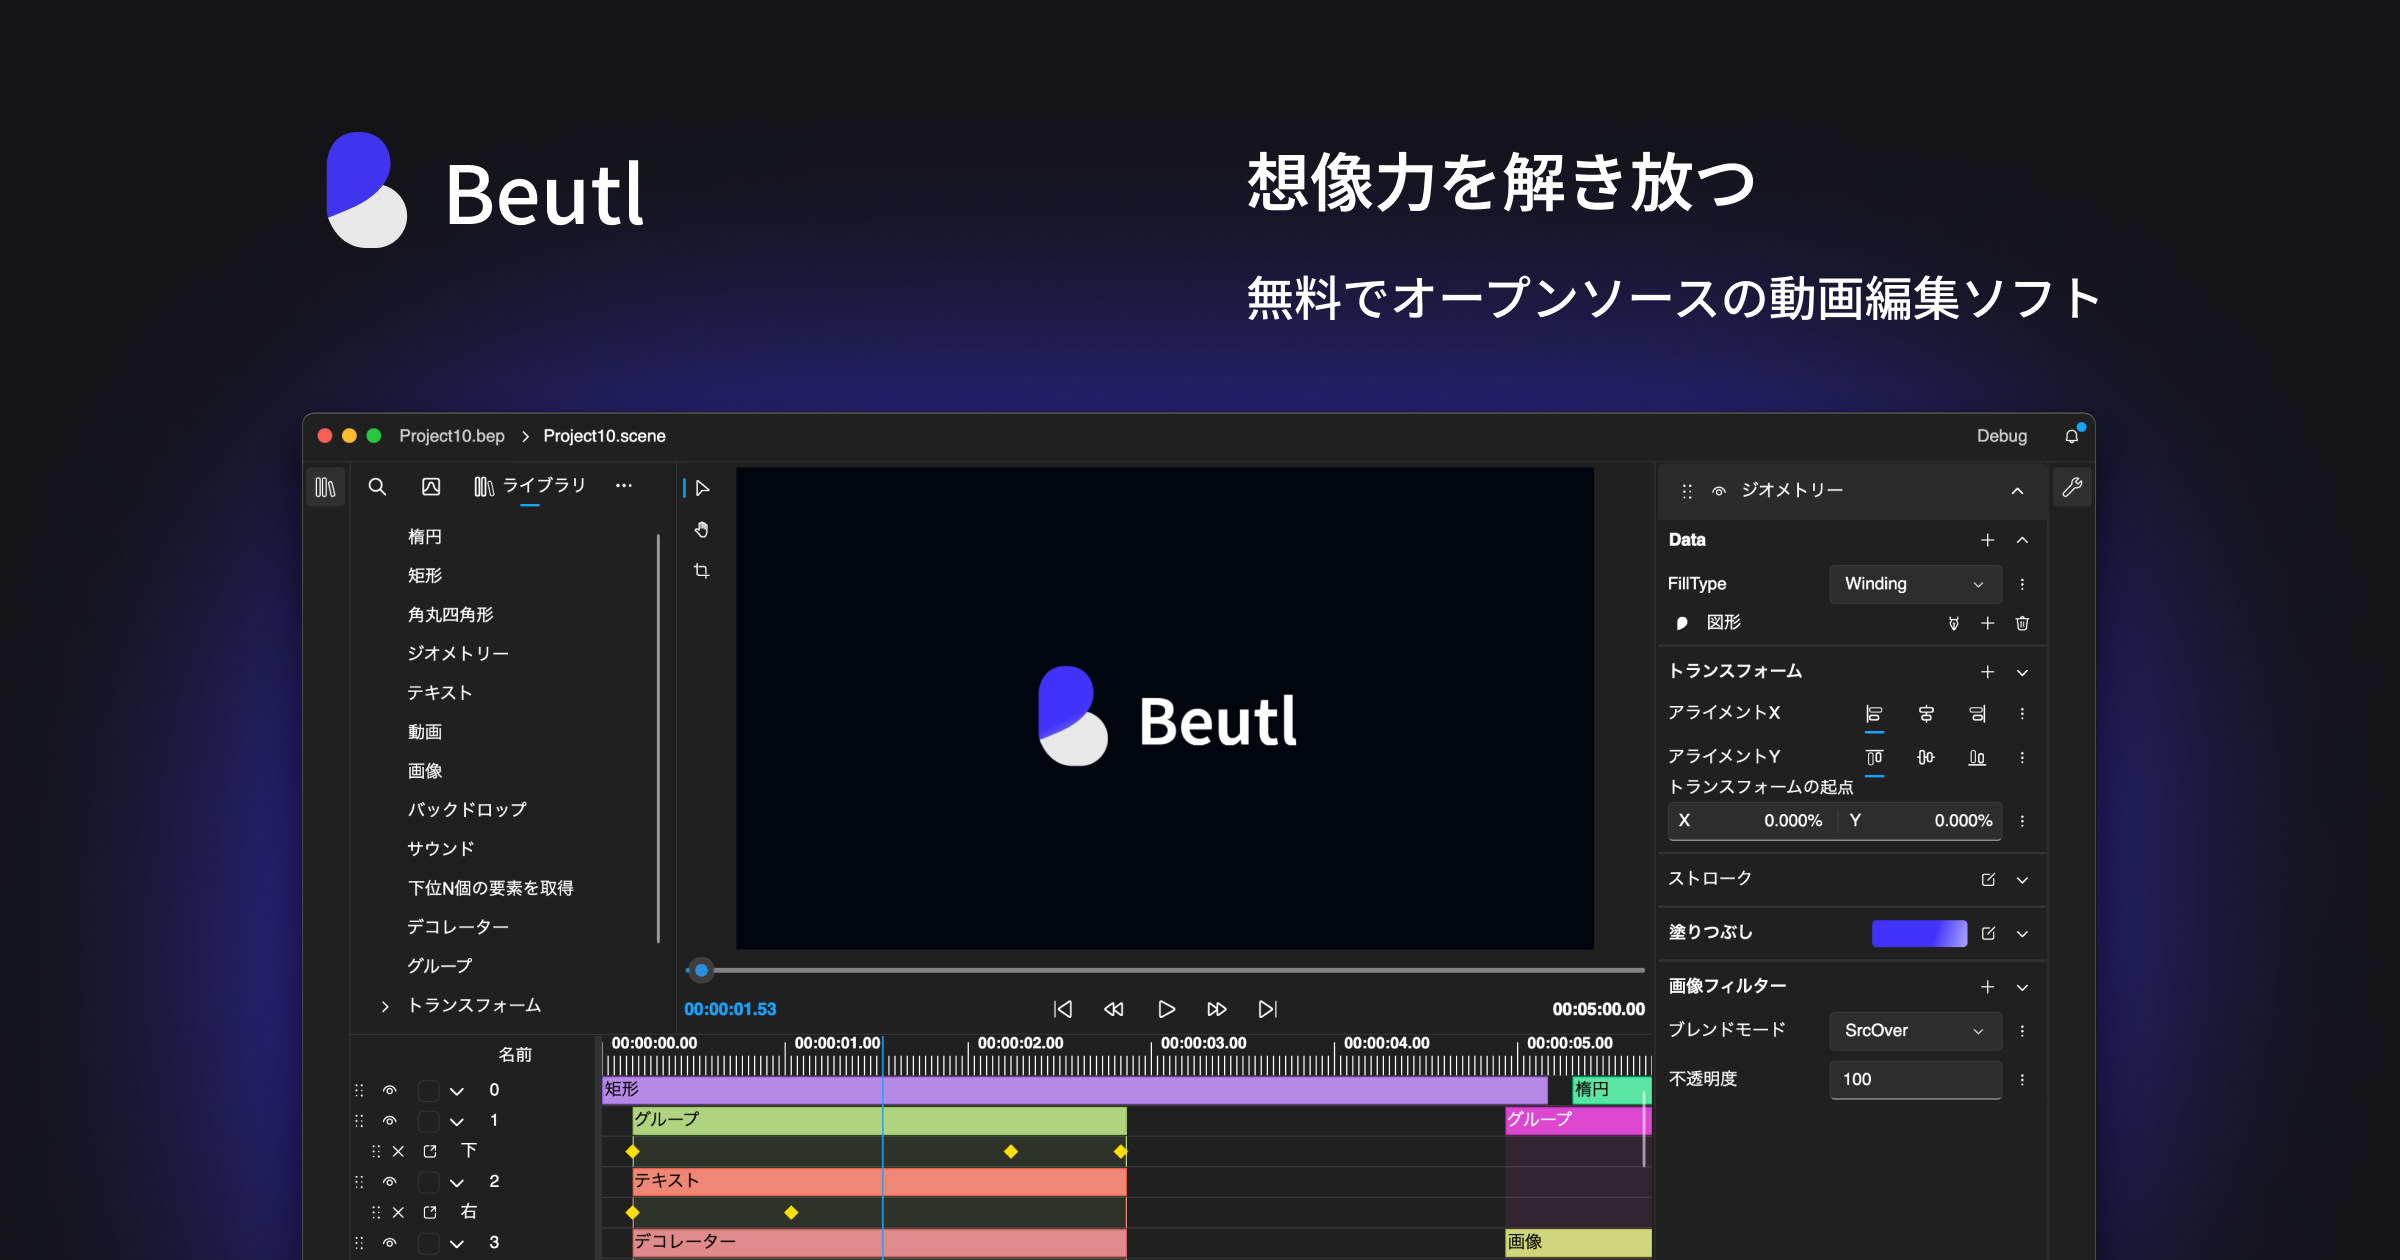 Beutl
想像力を解き放つ
無料でオープンソースの動画編集ソフト
Project10.bep
Project10.scene
Debug
ライブラリ
楕円
矩形
角丸四角形
ジオメトリー
テキスト
動画
画像
バックドロップ
サウンド
下位N個の要素を取得
デコレーター
グループ
トランスフォーム
Beutl
00:00:01.53
00:05:00.00
ジオメトリー
Data
FillType
Winding
図形
トランスフォーム
アライメントX
アライメントY
トランスフォームの起点
X 0.000% Y 0.000%
ストローク
塗りつぶし
画像フィルター
ブレンドモード
SrcOver
不透明度
100
名前
00:00:00.00 00:00:01.00 00:00:02.00 00:00:03.00 00:00:04.00 00:00:05.00
0
矩形
楕円
1
グループ
グループ
下
2
テキスト
右
3
デコレーター
画像